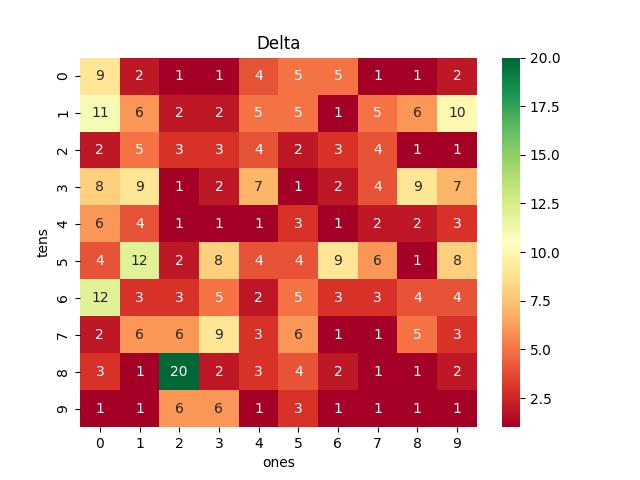 Delta
0 9 2 1 1 4 5 5 1 1 2 20.0
1 11 6 2 2 5 5 1 5 6 10 17.5
2 2 5 3 3 4 2 3 4 1 1 15.0
3 8 9 1 2 7 1 2 4 9 7 12.5
4 6 4 1 1 1 3 1 2 2 3 10.0
tens
5 4 12 2 8 4 4 9 6 1 8
6 12 3 3 5 2 5 3 3 4 4 7.5
7 2 6 6 9 3 6 1 1 5 3 5.0
8 3 1 20 2 3 4 2 1 1 2 2.5
9 1 1 6 6 1 3 1 1 1 1
0 1 2 3 4 5 6 7 8 9
ones